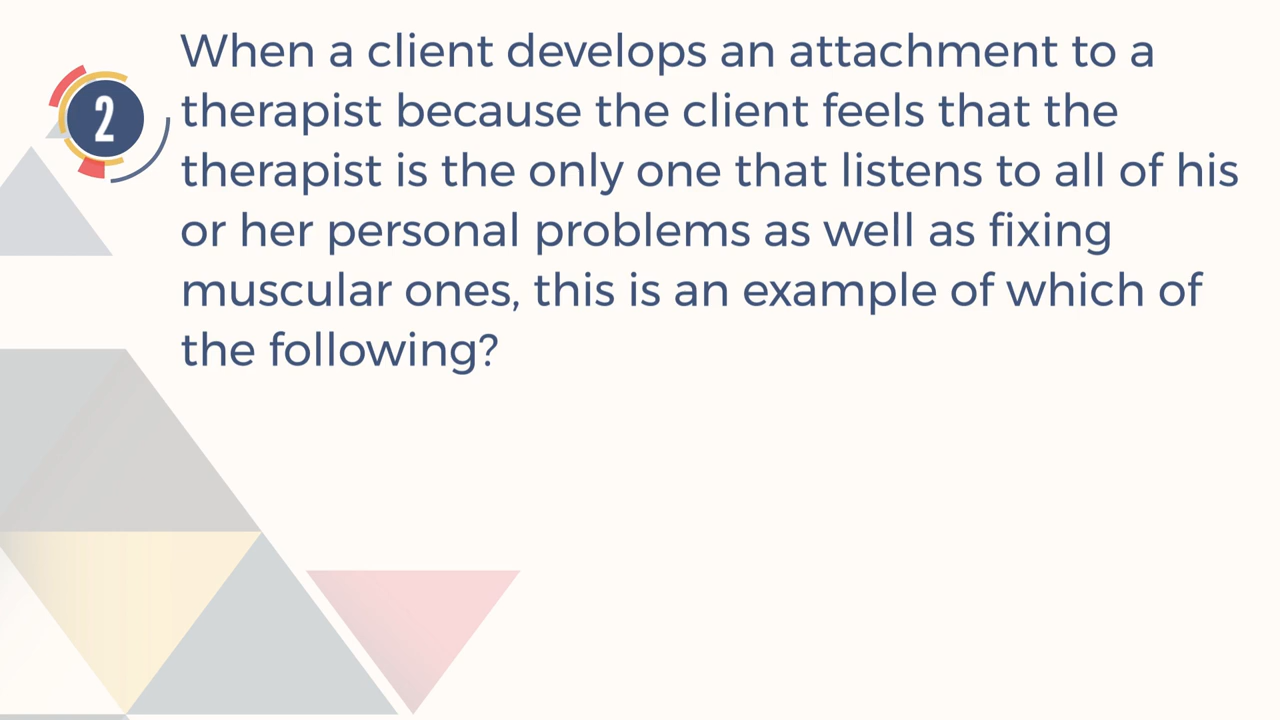 2
When a client develops an attachment to a
therapist because the client feels that the
therapist is the only one that listens to all of his
or her personal problems as well as fixing
muscular ones, this is an example of which of
the following?